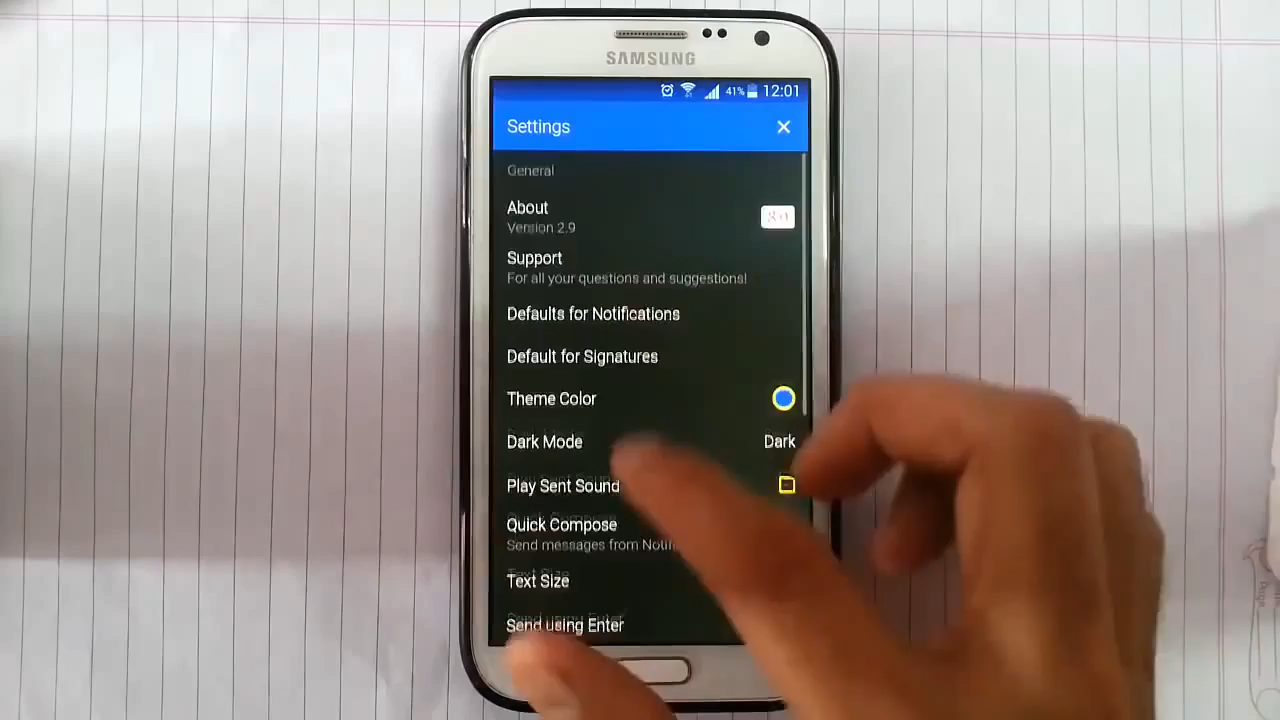 SAMSUNG
41% 12:01
Settings
General
About
Version 2.9
Support
For all your questions and suggestions!
Defaults for Notifications
Default for Signatures
Theme Color
Dark Mode Dark
Play Sent Sound
Quick Compose
Send messages from
Text Size
Send using Enter